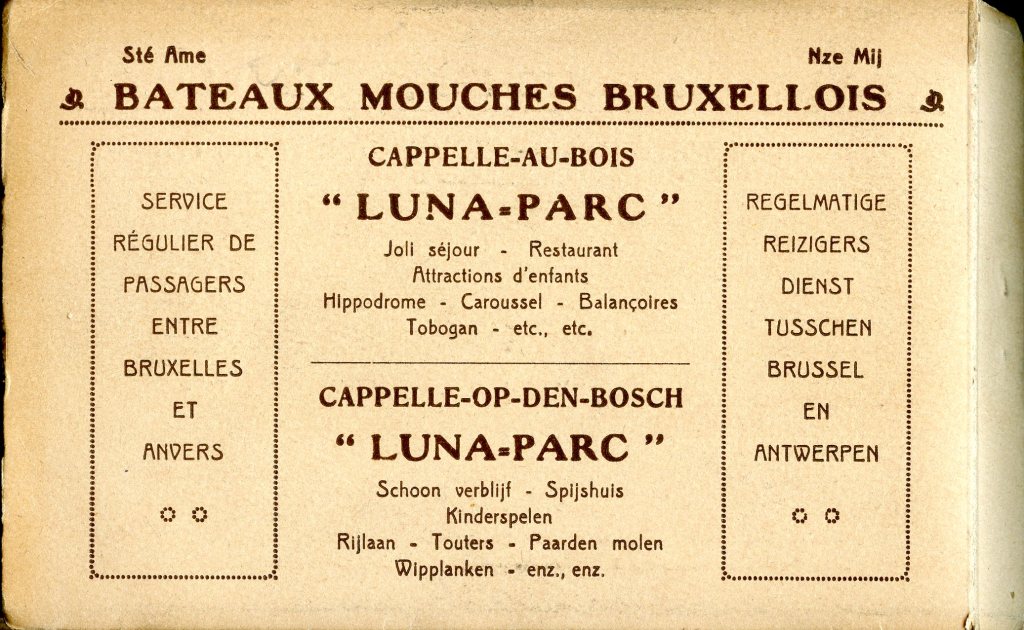 Sté Ame
Nze Mij
BATEAUX MOUCHES BRUXELLOIS
SERVICE
RÉGULIER DE
PASSAGERS
ENTRE
BRUXELLES
ET
ANVERS
CAPPELLE-AU-BOIS
“ LUNA=PARC ”
Joli séjour - Restaurant
Attractions d'enfants
Hippodrome - Caroussel - Balançoires
Tobogan - etc., etc.
CAPPELLE-OP-DEN-BOSCH
“ LUNA=PARC ”
Schoon verblijf - Spijshuis
Kinderspelen
Rijlaan - Touters - Paarden molen
Wipplanken - enz., enz.
REGELMATIGE
REIZIGERS
DIENST
TUSSCHEN
BRUSSEL
EN
ANTWERPEN